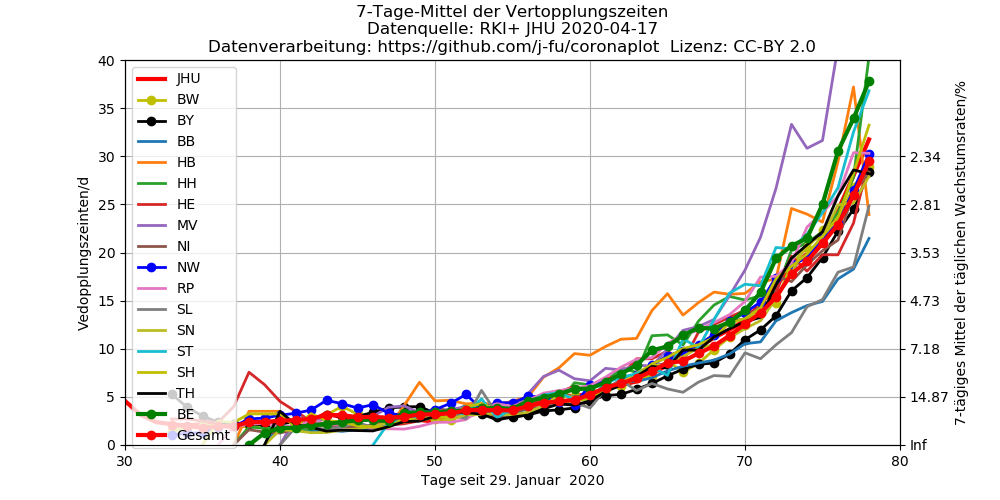 7-Tage-Mittel der Vertopplungszeiten
Datenquelle: RKI+ JHU 2020-04-17
Datenverarbeitung: https://github.com/j-fu/coronaplot  Lizenz: CC-BY 2.0
Vedopplungszeinten/d
40
35
30
25
20
15
10
5
0
JHU
BW
BY
BB
HB
HH
HE
MV
NI
NW
RP
SL
SN
ST
SH
TH
BE
Gesamt
2.34
2.81
3.53
4.73
7.18
14.87
Inf
7-tägiges Mittel der täglichen Wachstumsraten/%
30
40
50
60
70
80
Tage seit 29. Januar  2020